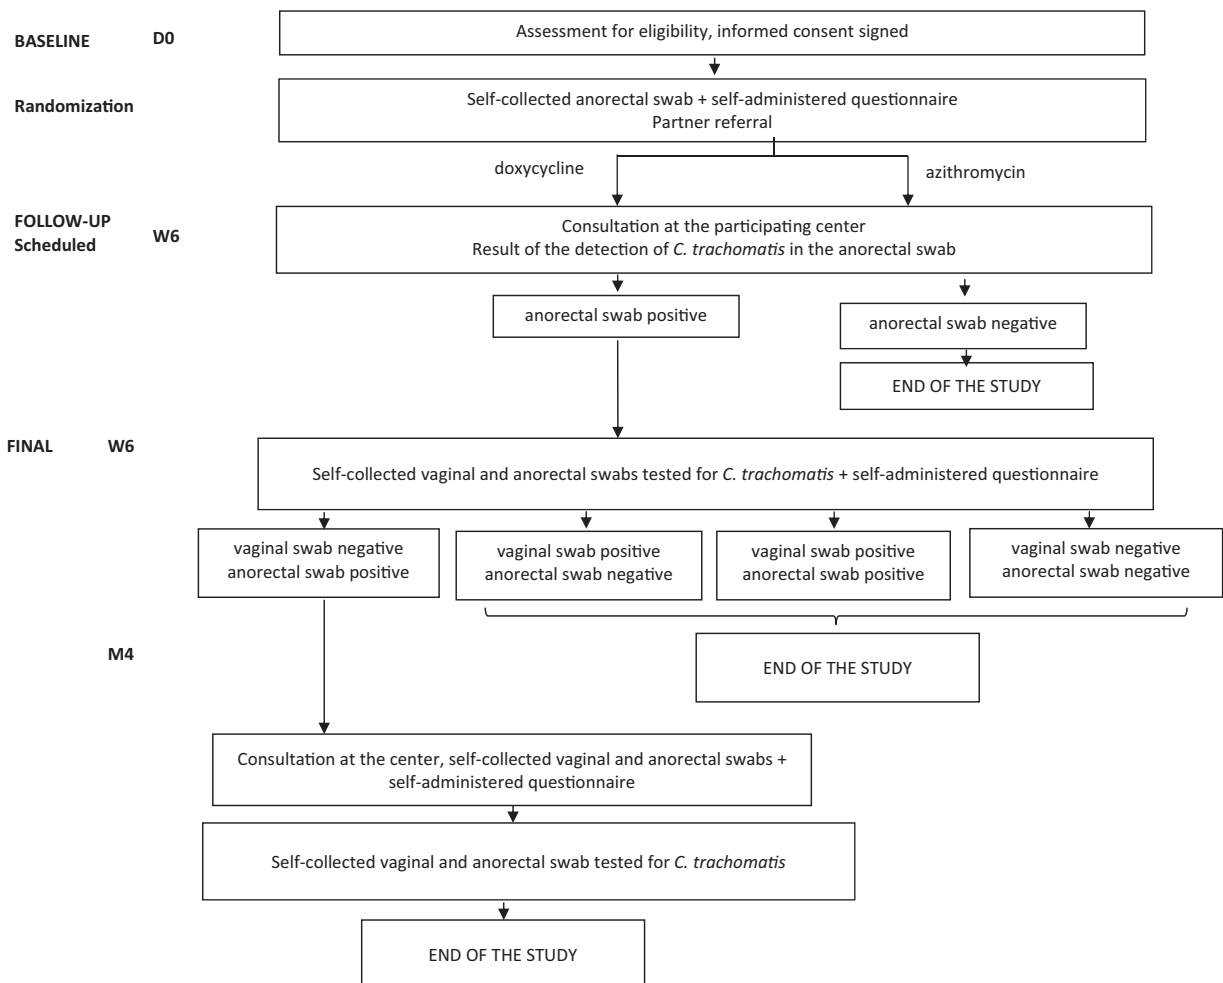 BASELINE D0
Assessment for eligibility, informed consent signed
Randomization
Self-collected anorectal swab + self-administered questionnaire
Partner referral
doxycycline
azithromycin
FOLLOW-UP
Scheduled W6
Consultation at the participating center
Result of the detection of C. trachomatis in the anorectal swab
anorectal swab positive
anorectal swab negative
END OF THE STUDY
FINAL W6
Self-collected vaginal and anorectal swabs tested for C. trachomatis + self-administered questionnaire
vaginal swab negative
anorectal swab positive
vaginal swab positive
anorectal swab negative
vaginal swab positive
anorectal swab positive
vaginal swab negative
anorectal swab negative
M4
END OF THE STUDY
Consultation at the center, self-collected vaginal and anorectal swabs +
self-administered questionnaire
Self-collected vaginal and anorectal swab tested for C. trachomatis
END OF THE STUDY